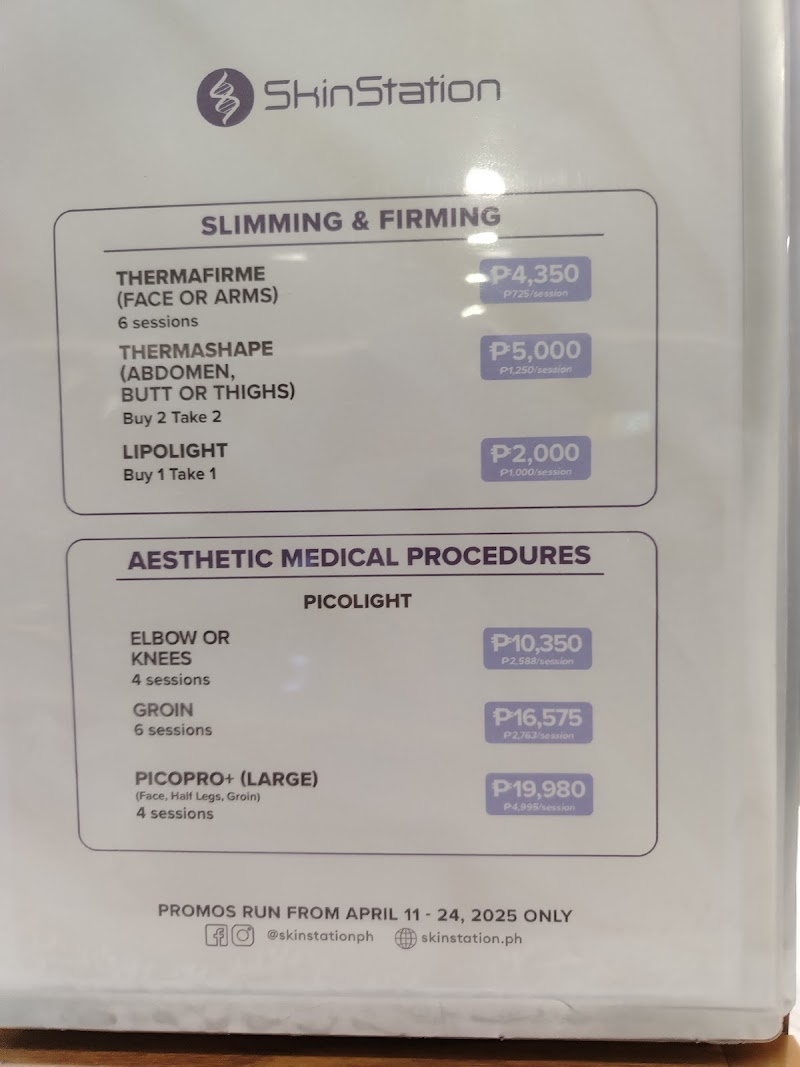 SkinStation
SLIMMING & FIRMING
THERMAFIRME
(FACE OR ARMS)
6 sessions
₱4,350
₱725/session
THERMASHAPE
(ABDOMEN,
BUTT OR THIGHS)
Buy 2 Take 2
₱5,000
₱1,250/session
LIPOLIGHT
Buy 1 Take 1
₱2,000
₱1,000/session
AESTHETIC MEDICAL PROCEDURES
PICOLIGHT
ELBOW OR
KNEES
4 sessions
₱10,350
₱2,588/session
GROIN
6 sessions
₱16,575
₱2,763/session
PICOPRO+ (LARGE)
(Face, Half Legs, Groin)
4 sessions
₱19,980
₱4,995/session
PROMOS RUN FROM APRIL 11 - 24, 2025 ONLY
@skinstationph skinstation.ph